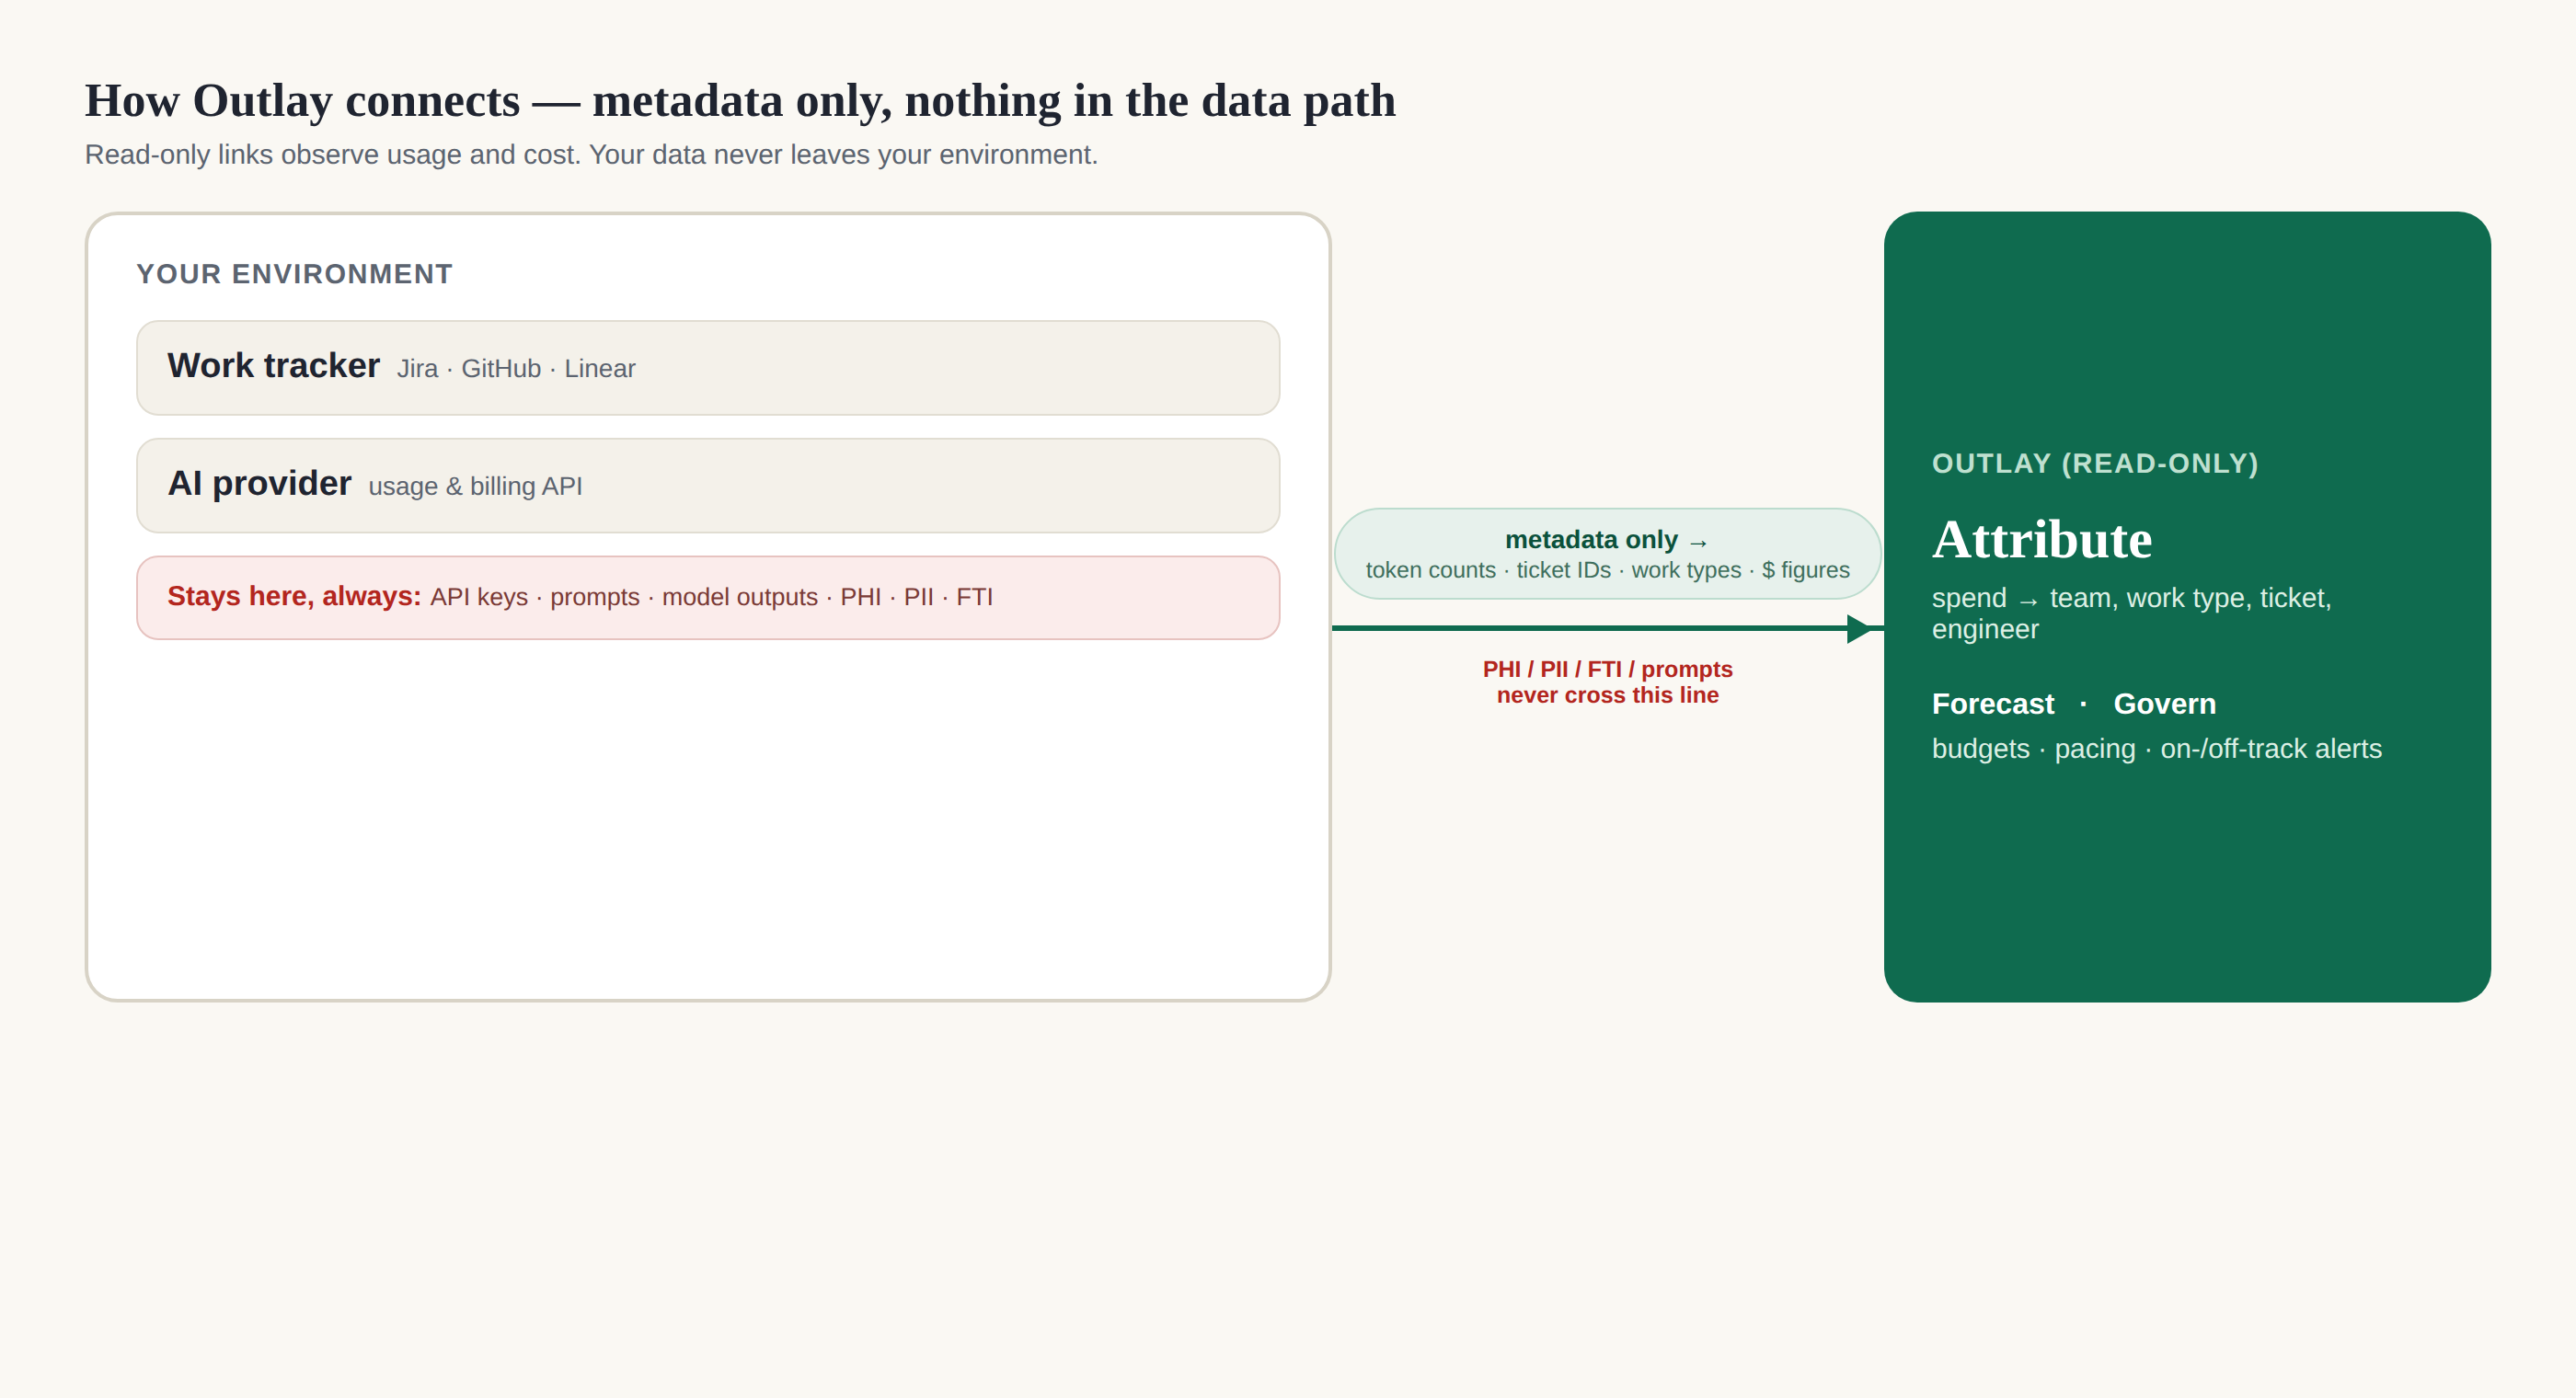 How Outlay connects — metadata only, nothing in the data path
Read-only links observe usage and cost. Your data never leaves your environment.
YOUR ENVIRONMENT
Work tracker Jira · GitHub · Linear
AI provider usage & billing API
Stays here, always: API keys · prompts · model outputs · PHI · PII · FTI
metadata only →
token counts · ticket IDs · work types · $ figures
PHI / PII / FTI / prompts
never cross this line
OUTLAY (READ-ONLY)
Attribute
spend → team, work type, ticket,
engineer
Forecast · Govern
budgets · pacing · on-/off-track alerts